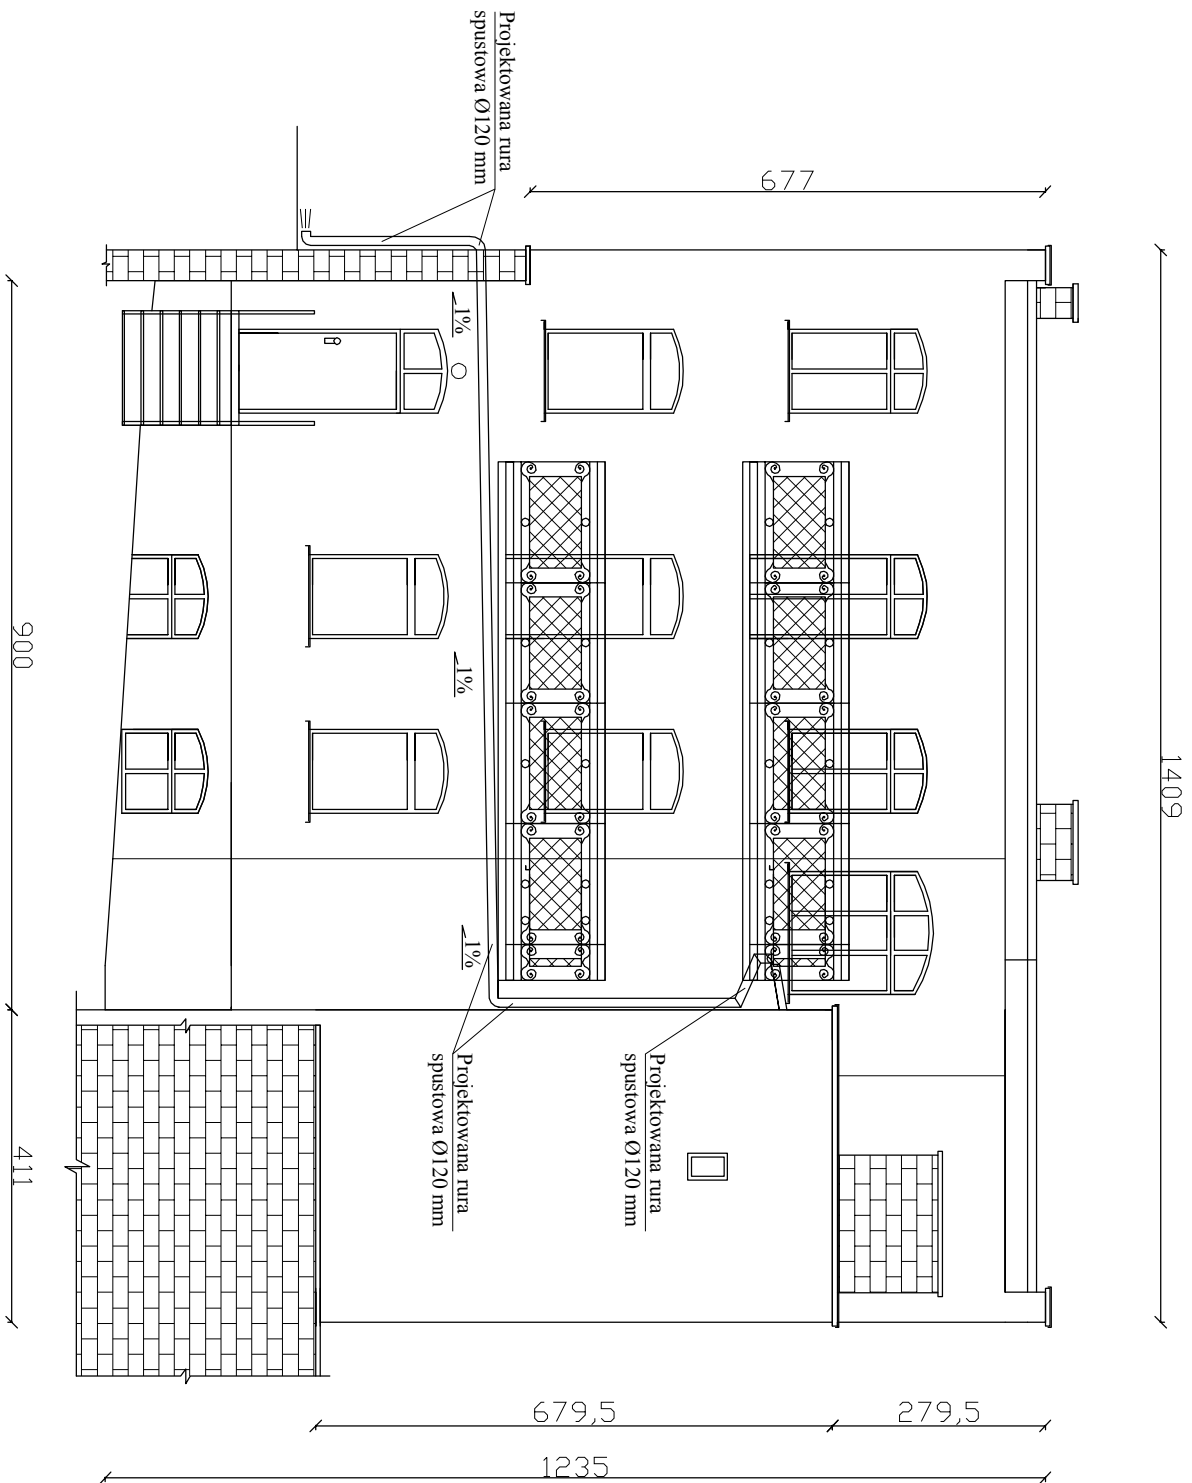 1409
677
Projektowana rura
spustowa Ø120 mm
1%
1%
1%
Projektowana rura
spustowa Ø120 mm
Projektowana rura
spustowa Ø120 mm
279,5
679,5
1235
900
411